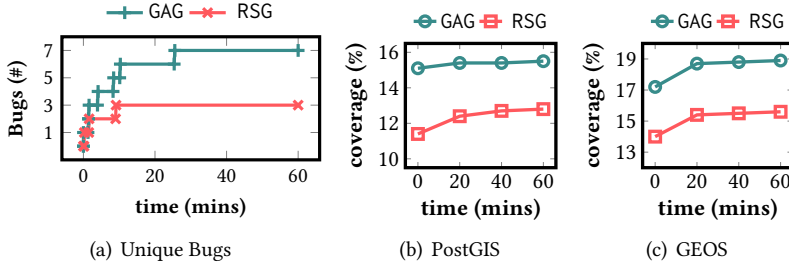 GAG RSG
Bugs (#)
7
5
3
1
0 20 40 60
time (mins)
(a) Unique Bugs
GAG RSG
coverage (%)
16
14
12
10
0 20 40 60
time (mins)
(b) PostGIS
GAG RSG
coverage (%)
19
17
15
13
0 20 40 60
time (mins)
(c) GEOS